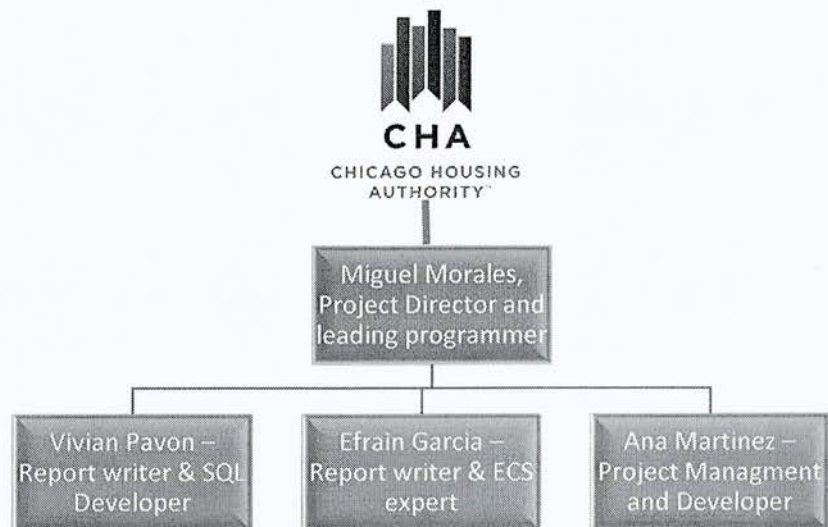 CHA
CHICAGO HOUSING
AUTHORITY™
Miguel Morales,
Project Director and
leading programmer
Vivian Pavon –
Report writer & SQL
Developer
Efrain Garcia –
Report writer & ECS
expert
Ana Martinez –
Project Managment
and Developer